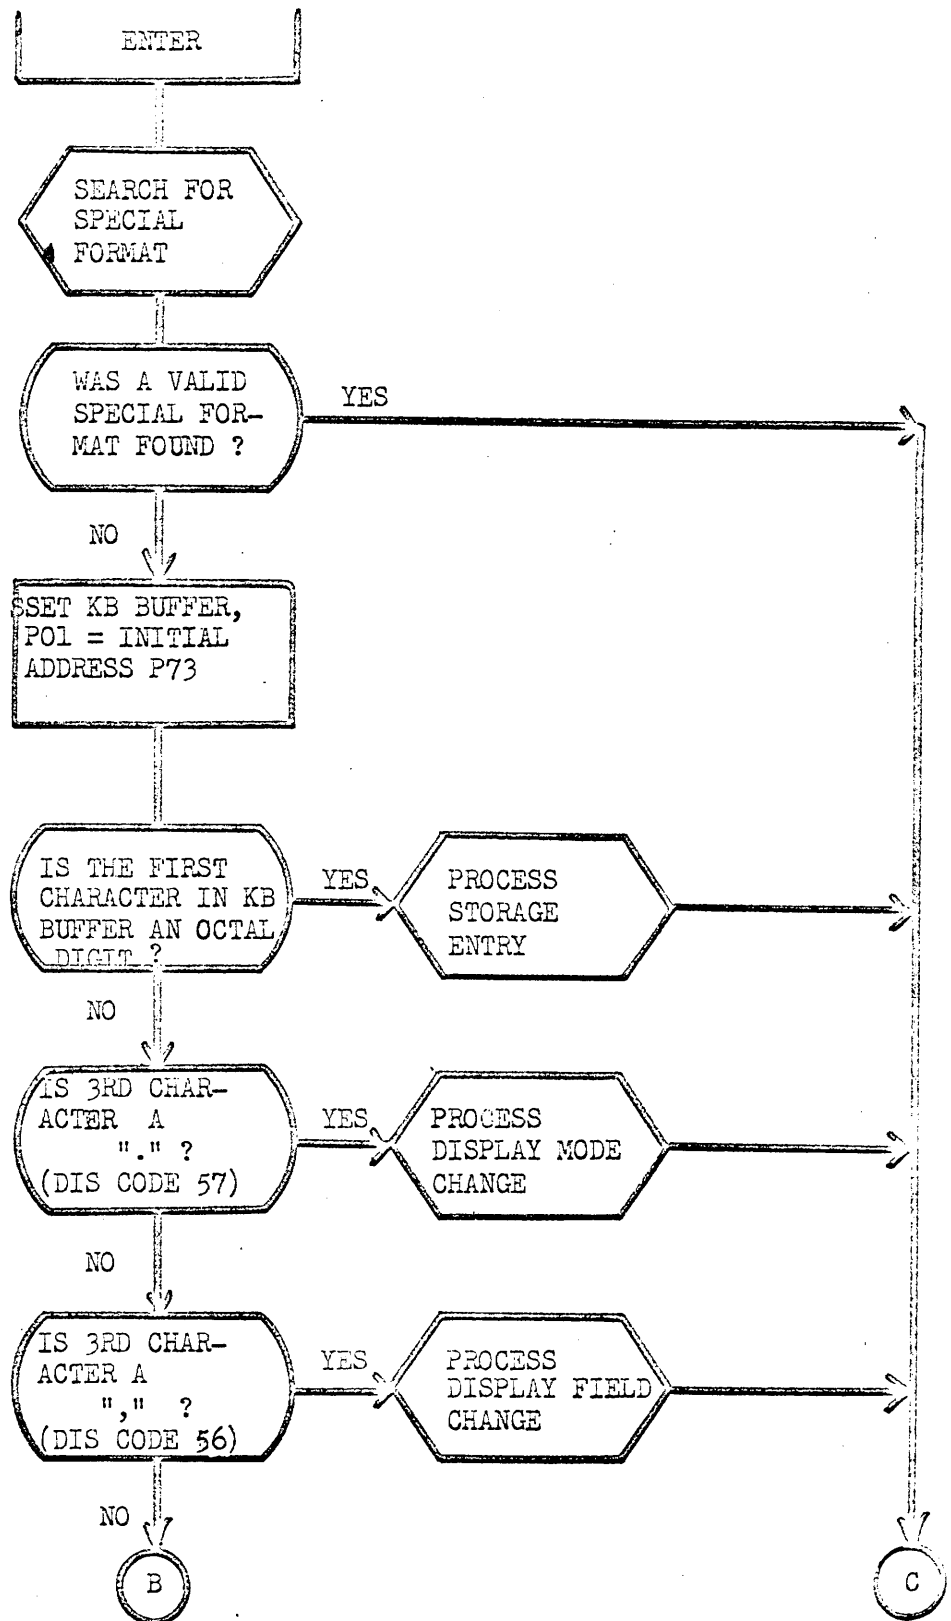 ENTER
SEARCH FOR
SPECIAL
FORMAT
WAS A VALID
SPECIAL FOR-
MAT FOUND ?
YES
NO
SSET KB BUFFER,
P01 = INITIAL
ADDRESS P73
IS THE FIRST
CHARACTER IN KB
BUFFER AN OCTAL
DIGIT ?
YES
PROCESS
STORAGE
ENTRY
NO
IS 3RD CHAR-
ACTER A
"." ?
(DIS CODE 57)
YES
PROCESS
DISPLAY MODE
CHANGE
NO
IS 3RD CHAR-
ACTER A
"," ?
(DIS CODE 56)
YES
PROCESS
DISPLAY FIELD
CHANGE
NO
B
C